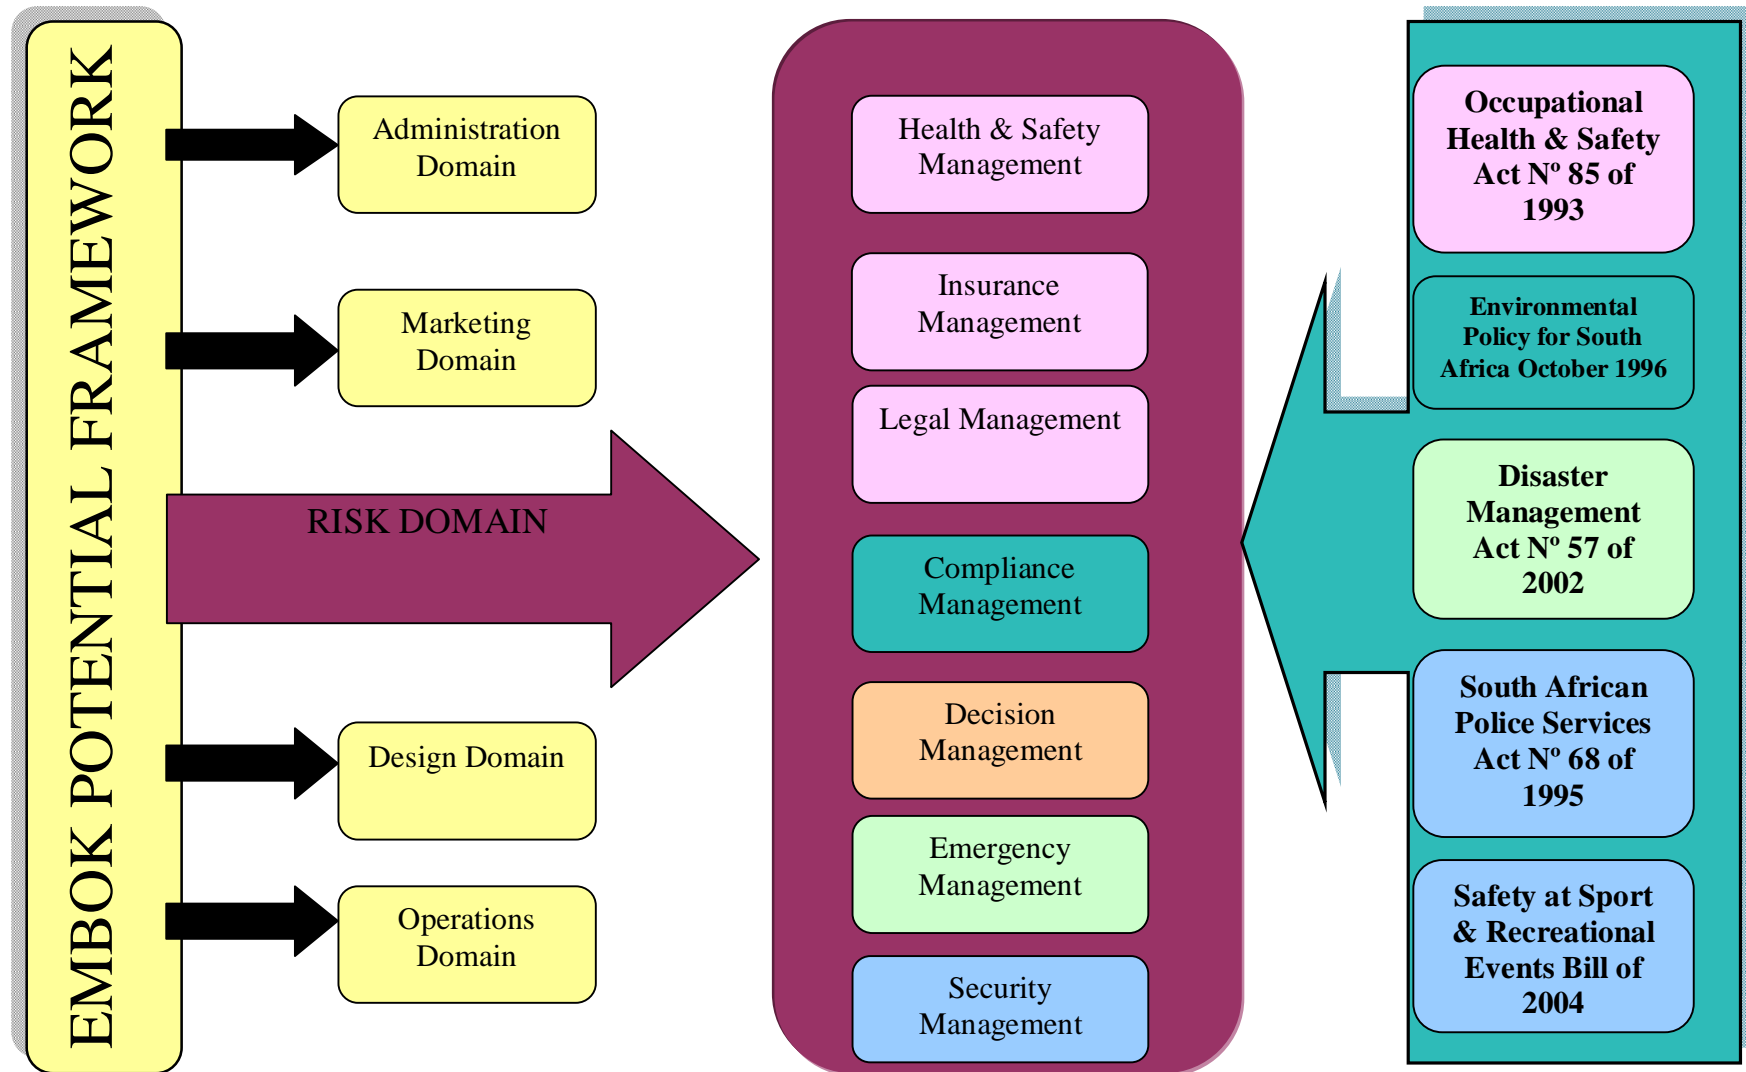 EMBOK POTENTIAL FRAMEWORK
Administration
Domain
Marketing
Domain
RISK DOMAIN
Design Domain
Operations
Domain
Health & Safety
Management
Insurance
Management
Legal Management
Compliance
Management
Decision
Management
Emergency
Management
Security
Management
Occupational
Health & Safety
Act Nº 85 of
1993
Environmental
Policy for South
Africa October 1996
Disaster
Management
Act Nº 57 of
2002
South African
Police Services
Act Nº 68 of
1995
Safety at Sport
& Recreational
Events Bill of
2004